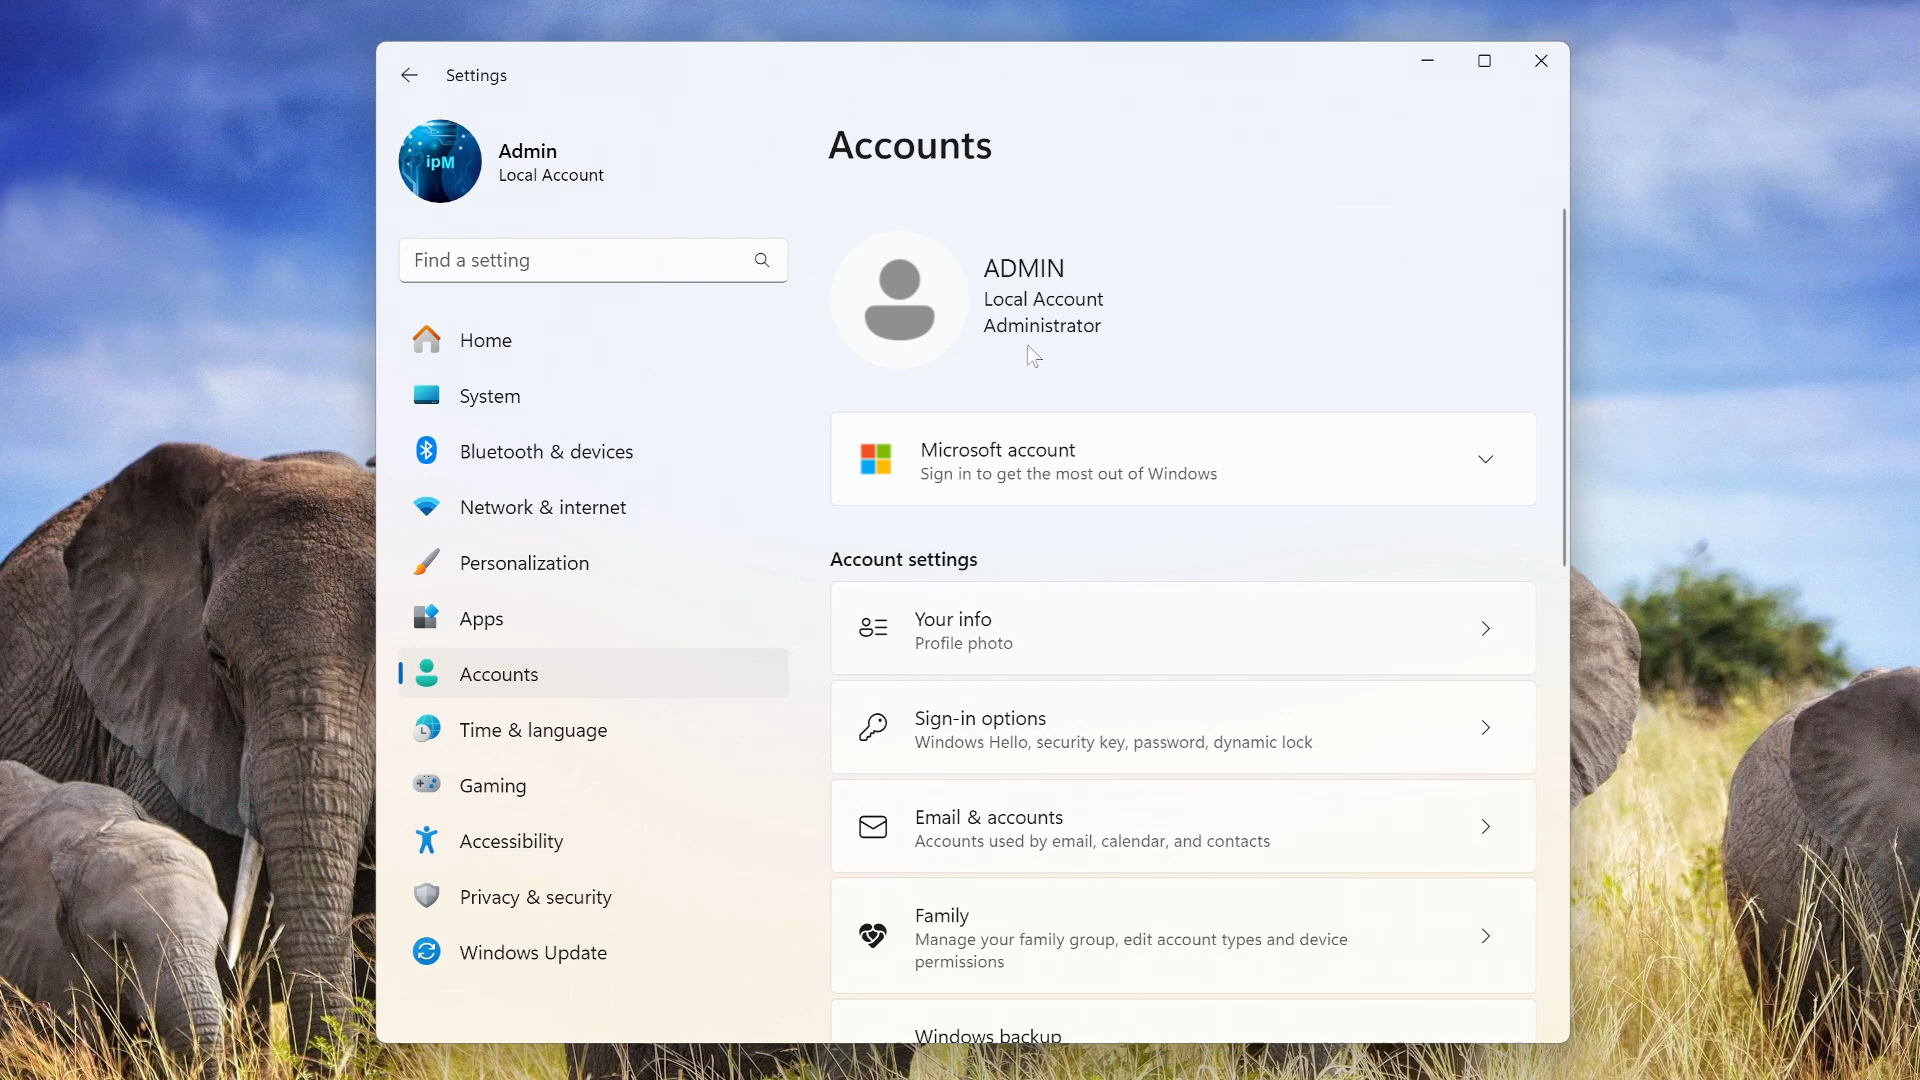 Settings
ipM
Admin
Local Account
Find a setting
Home
System
Bluetooth & devices
Network & internet
Personalization
Apps
Accounts
Time & language
Gaming
Accessibility
Privacy & security
Windows Update
Accounts
ADMIN
Local Account
Administrator
Microsoft account
Sign in to get the most out of Windows
Account settings
Your info
Profile photo
Sign-in options
Windows Hello, security key, password, dynamic lock
Email & accounts
Accounts used by email, calendar, and contacts
Family
Manage your family group, edit account types and device
permissions
Windows backup